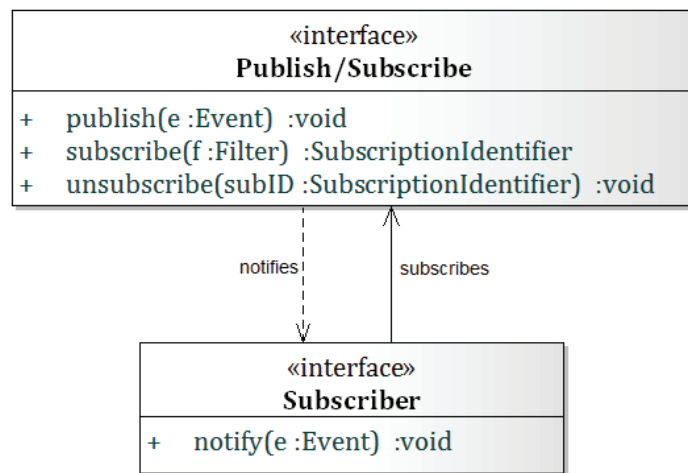 «interface»
Publish/Subscribe
+ publish(e :Event) :void
+ subscribe(f :Filter) :SubscriptionIdentifier
+ unsubscribe(subID :SubscriptionIdentifier) :void
notifies subscribes
«interface»
Subscriber
+ notify(e :Event) :void